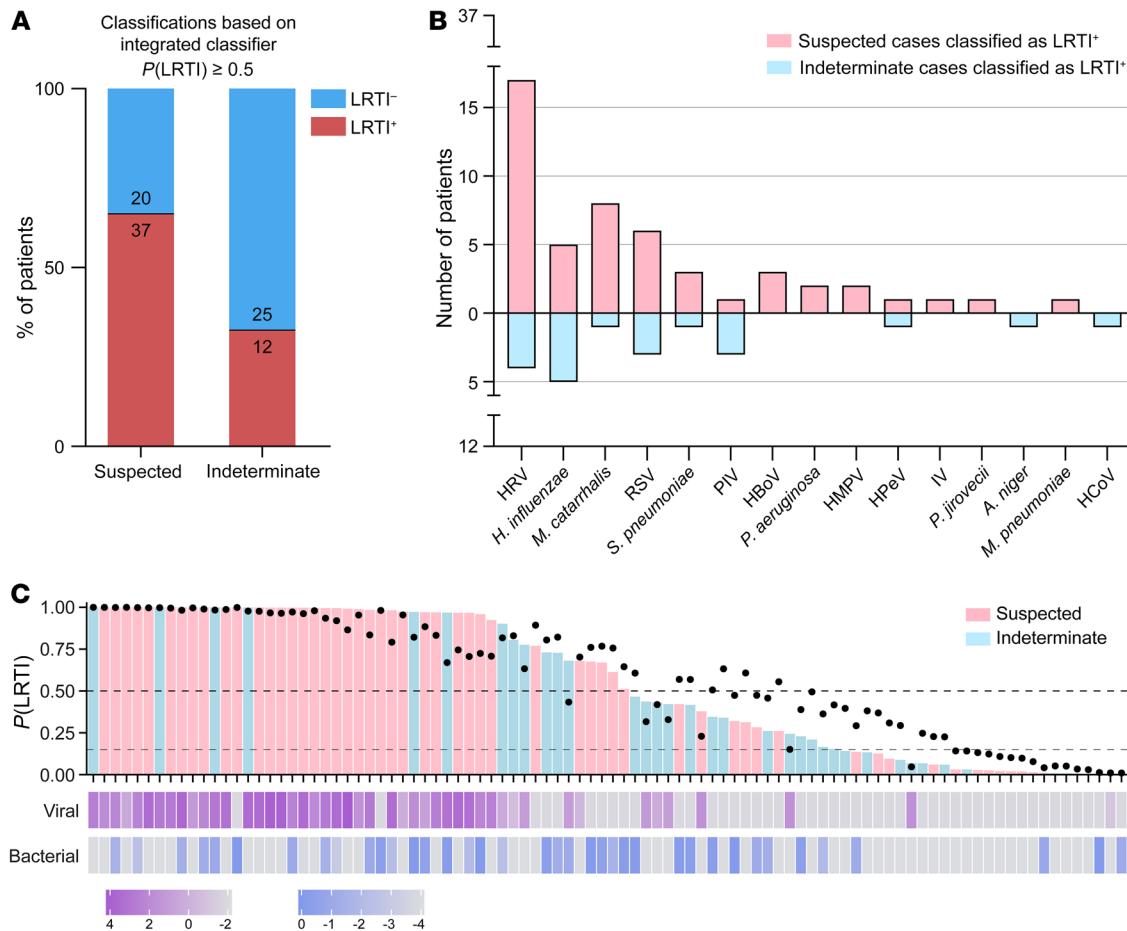 A
Classifications based on
integrated classifier
P(LRTI) ≥ 0.5
LRTI⁻
LRTI⁺
100
50
0
% of patients
20
37
25
12
Suspected
Indeterminate
B
Suspected cases classified as LRTI⁺
Indeterminate cases classified as LRTI⁺
37
15
10
5
0
5
12
Number of patients
HRV
H. influenzae
M. catarrhalis
RSV
S. pneumoniae
PIV
HBoV
P. aeruginosa
HMPV
HPeV
IV
P. jirovecii
A. niger
M. pneumoniae
HCoV
C
Suspected
Indeterminate
1.00
0.75
0.50
0.25
0.00
P(LRTI)
Viral
Bacterial
4 2 0 -2
0 -1 -2 -3 -4